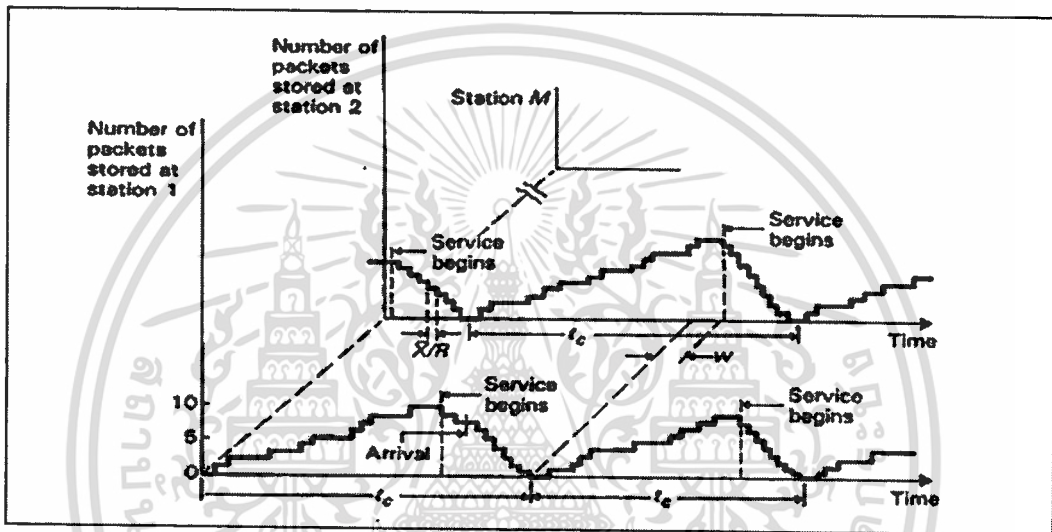 Number of
packets
stored at
station 2
Station M
Number of
packets
stored at
station 1
Service
begins
Service
begins
X̄/R
t_c
Time
W
10
5
0
Service
begins
Arrival
Service
begins
t_c
t_c
Time